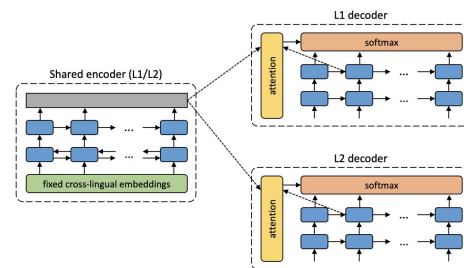 L1 decoder
softmax
attention
...
...
Shared encoder (L1/L2)
...
...
fixed cross-lingual embeddings
L2 decoder
softmax
attention
...
...